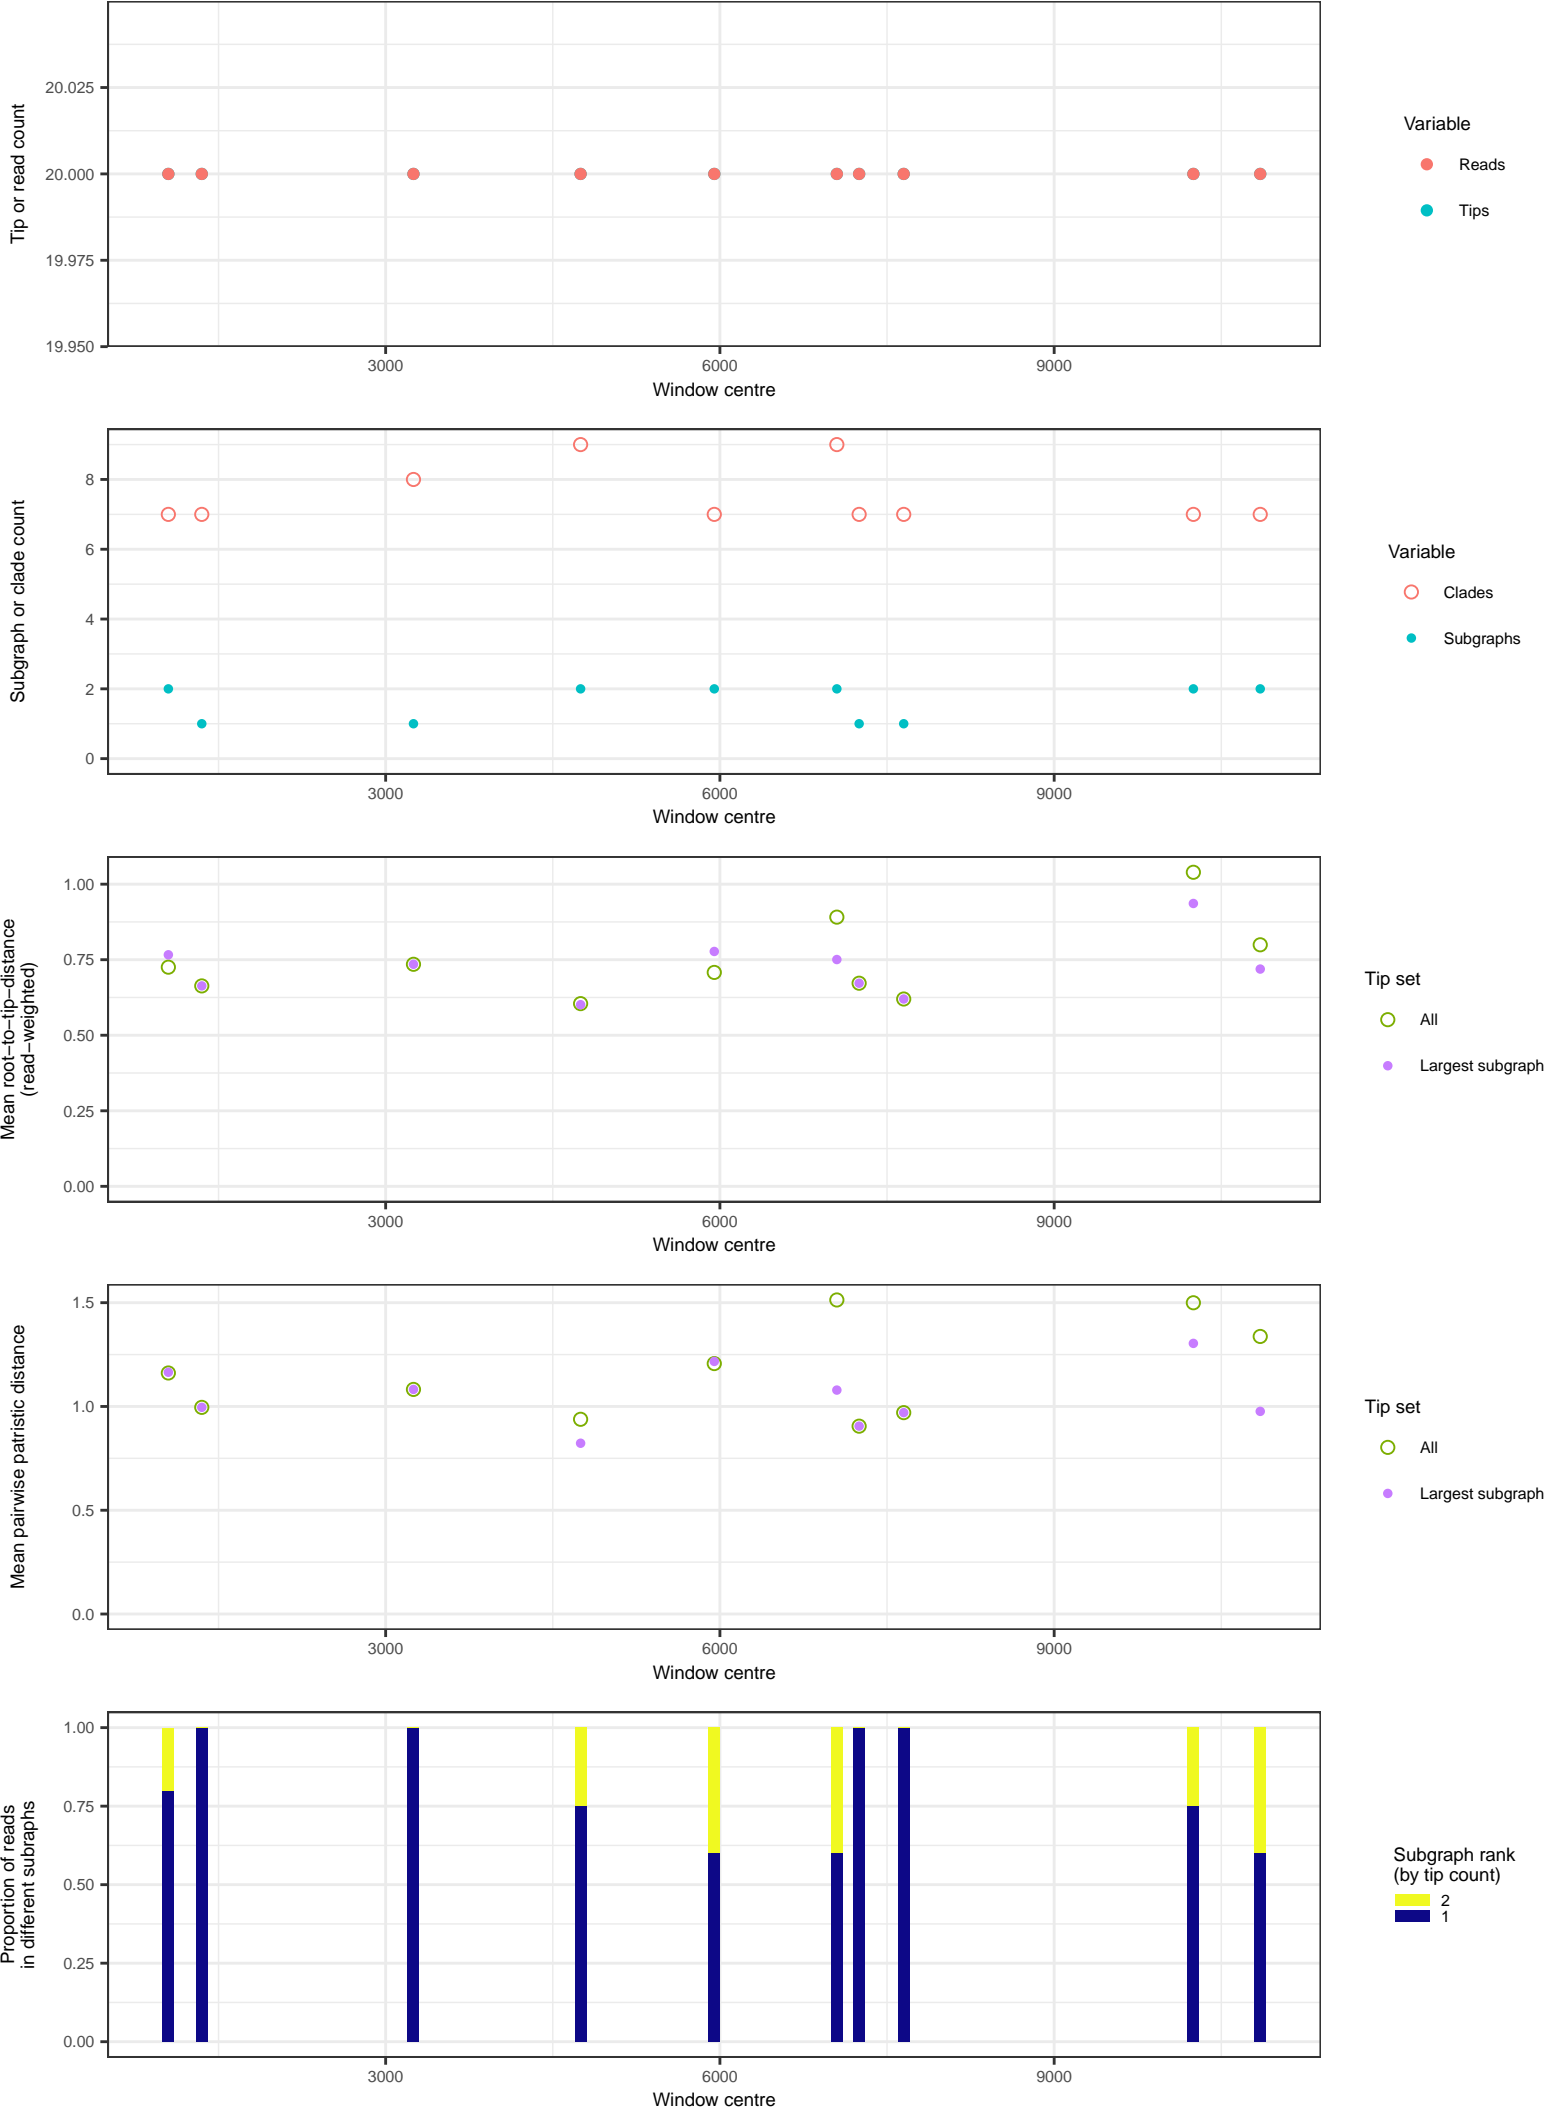 Tip or read count
20.025
20.000
19.975
19.950
3000
6000
9000
Window centre
Variable
Reads
Tips
Subgraph or clade count
8
6
4
2
0
3000
6000
9000
Window centre
Variable
Clades
Subgraphs
Mean root−to−tip−distance
(read−weighted)
1.00
0.75
0.50
0.25
0.00
3000
6000
9000
Window centre
Tip set
All
Largest subgraph
Mean pairwise patristic distance
1.5
1.0
0.5
0.0
3000
6000
9000
Window centre
Tip set
All
Largest subgraph
Proportion of reads
in different subraphs
1.00
0.75
0.50
0.25
0.00
3000
6000
9000
Window centre
Subgraph rank
(by tip count)
2
1